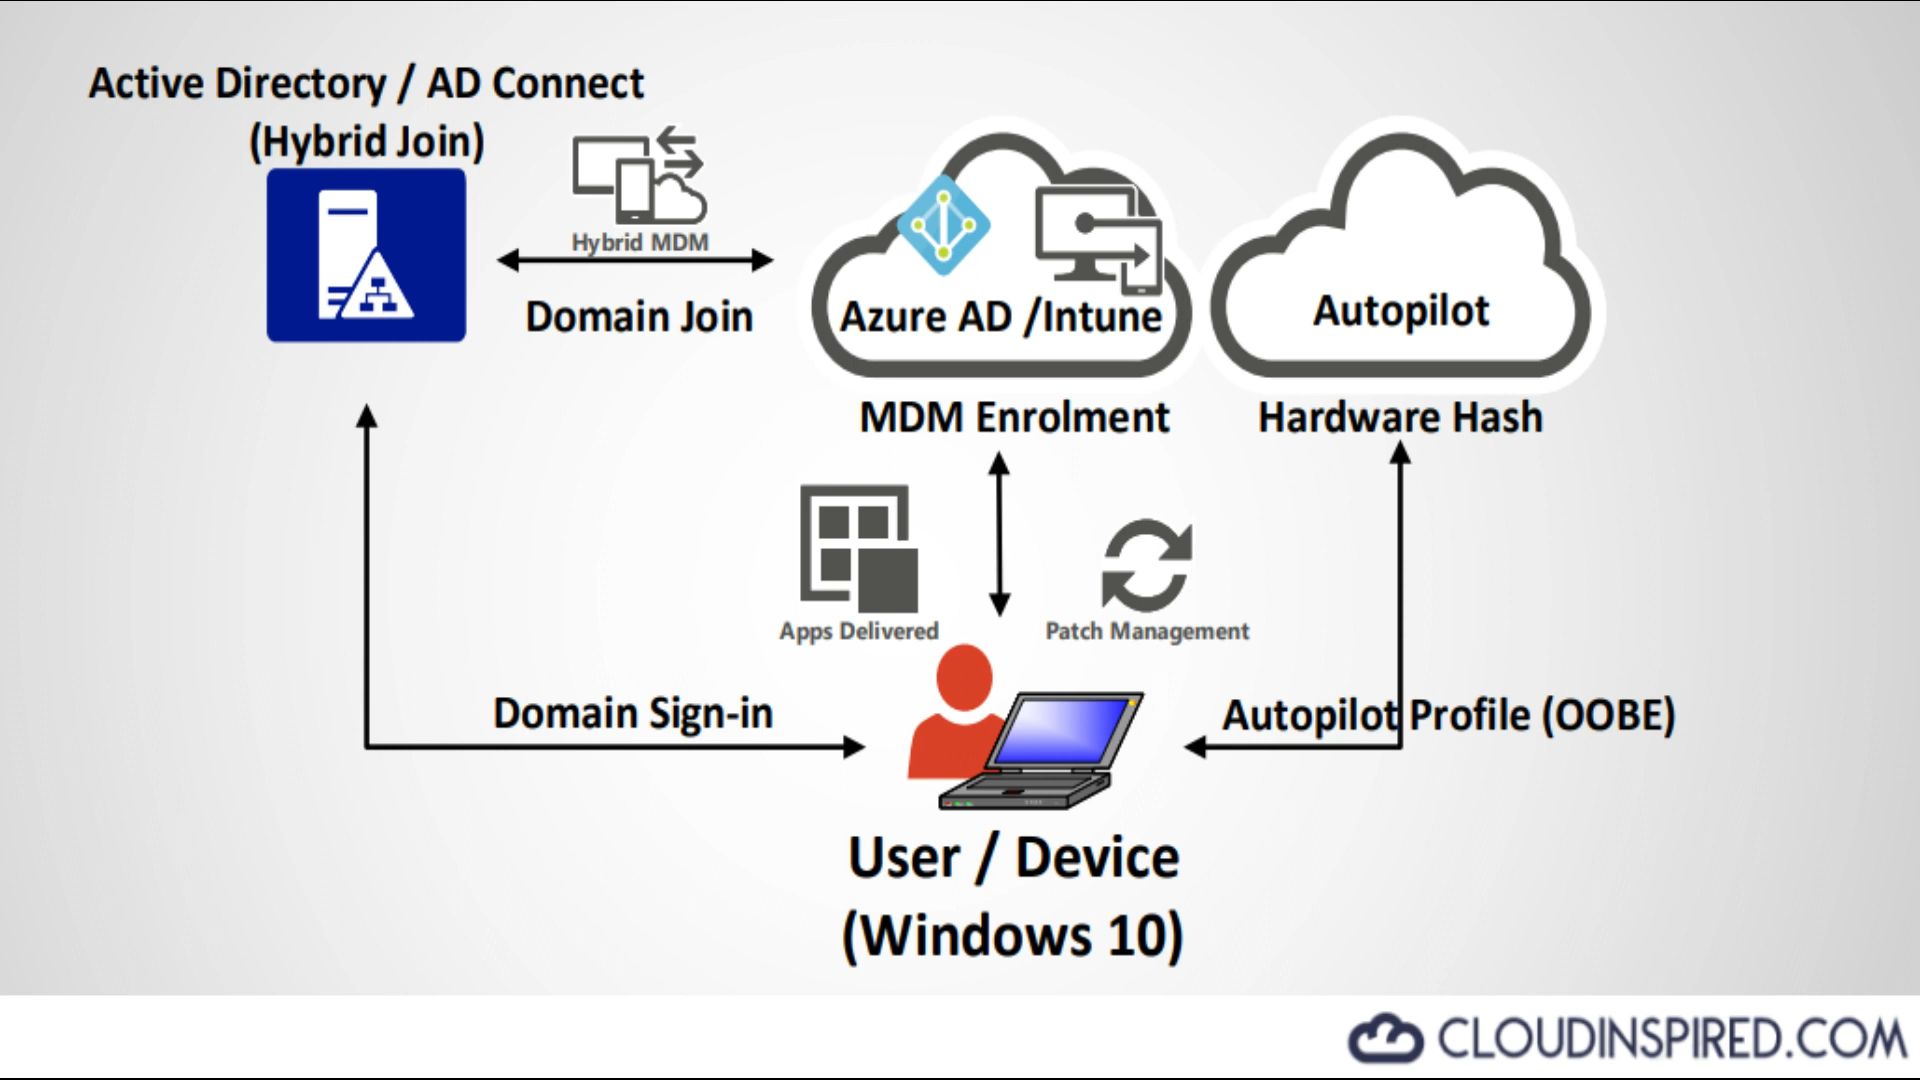 Active Directory / AD Connect
(Hybrid Join)
Hybrid MDM
Domain Join
Azure AD /Intune
Autopilot
MDM Enrolment
Hardware Hash
Apps Delivered
Patch Management
Domain Sign-in
Autopilot Profile (OOBE)
User / Device
(Windows 10)
CLOUDINSPIRED.COM